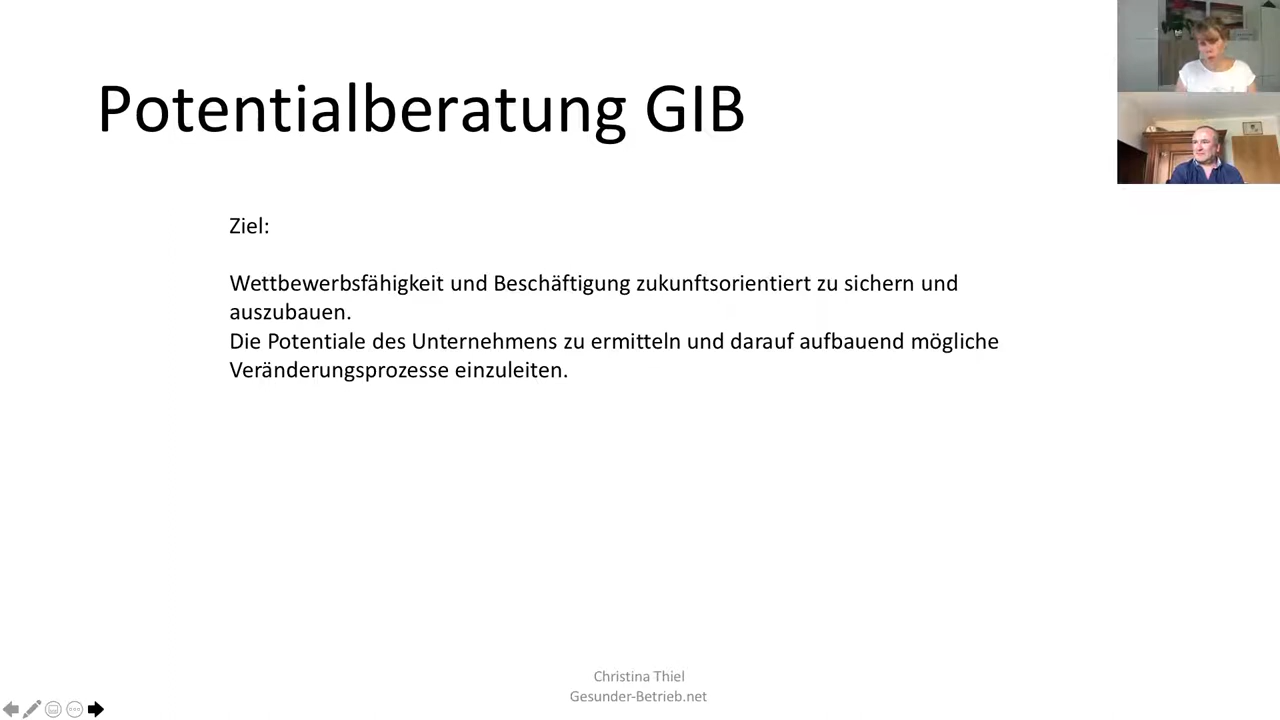 Potentialberatung GIB
Ziel:
Wettbewerbsfähigkeit und Beschäftigung zukunftsorientiert zu sichern und
auszubauen.
Die Potentiale des Unternehmens zu ermitteln und darauf aufbauend mögliche
Veränderungsprozesse einzuleiten.
Christina Thiel
Gesunder-Betrieb.net